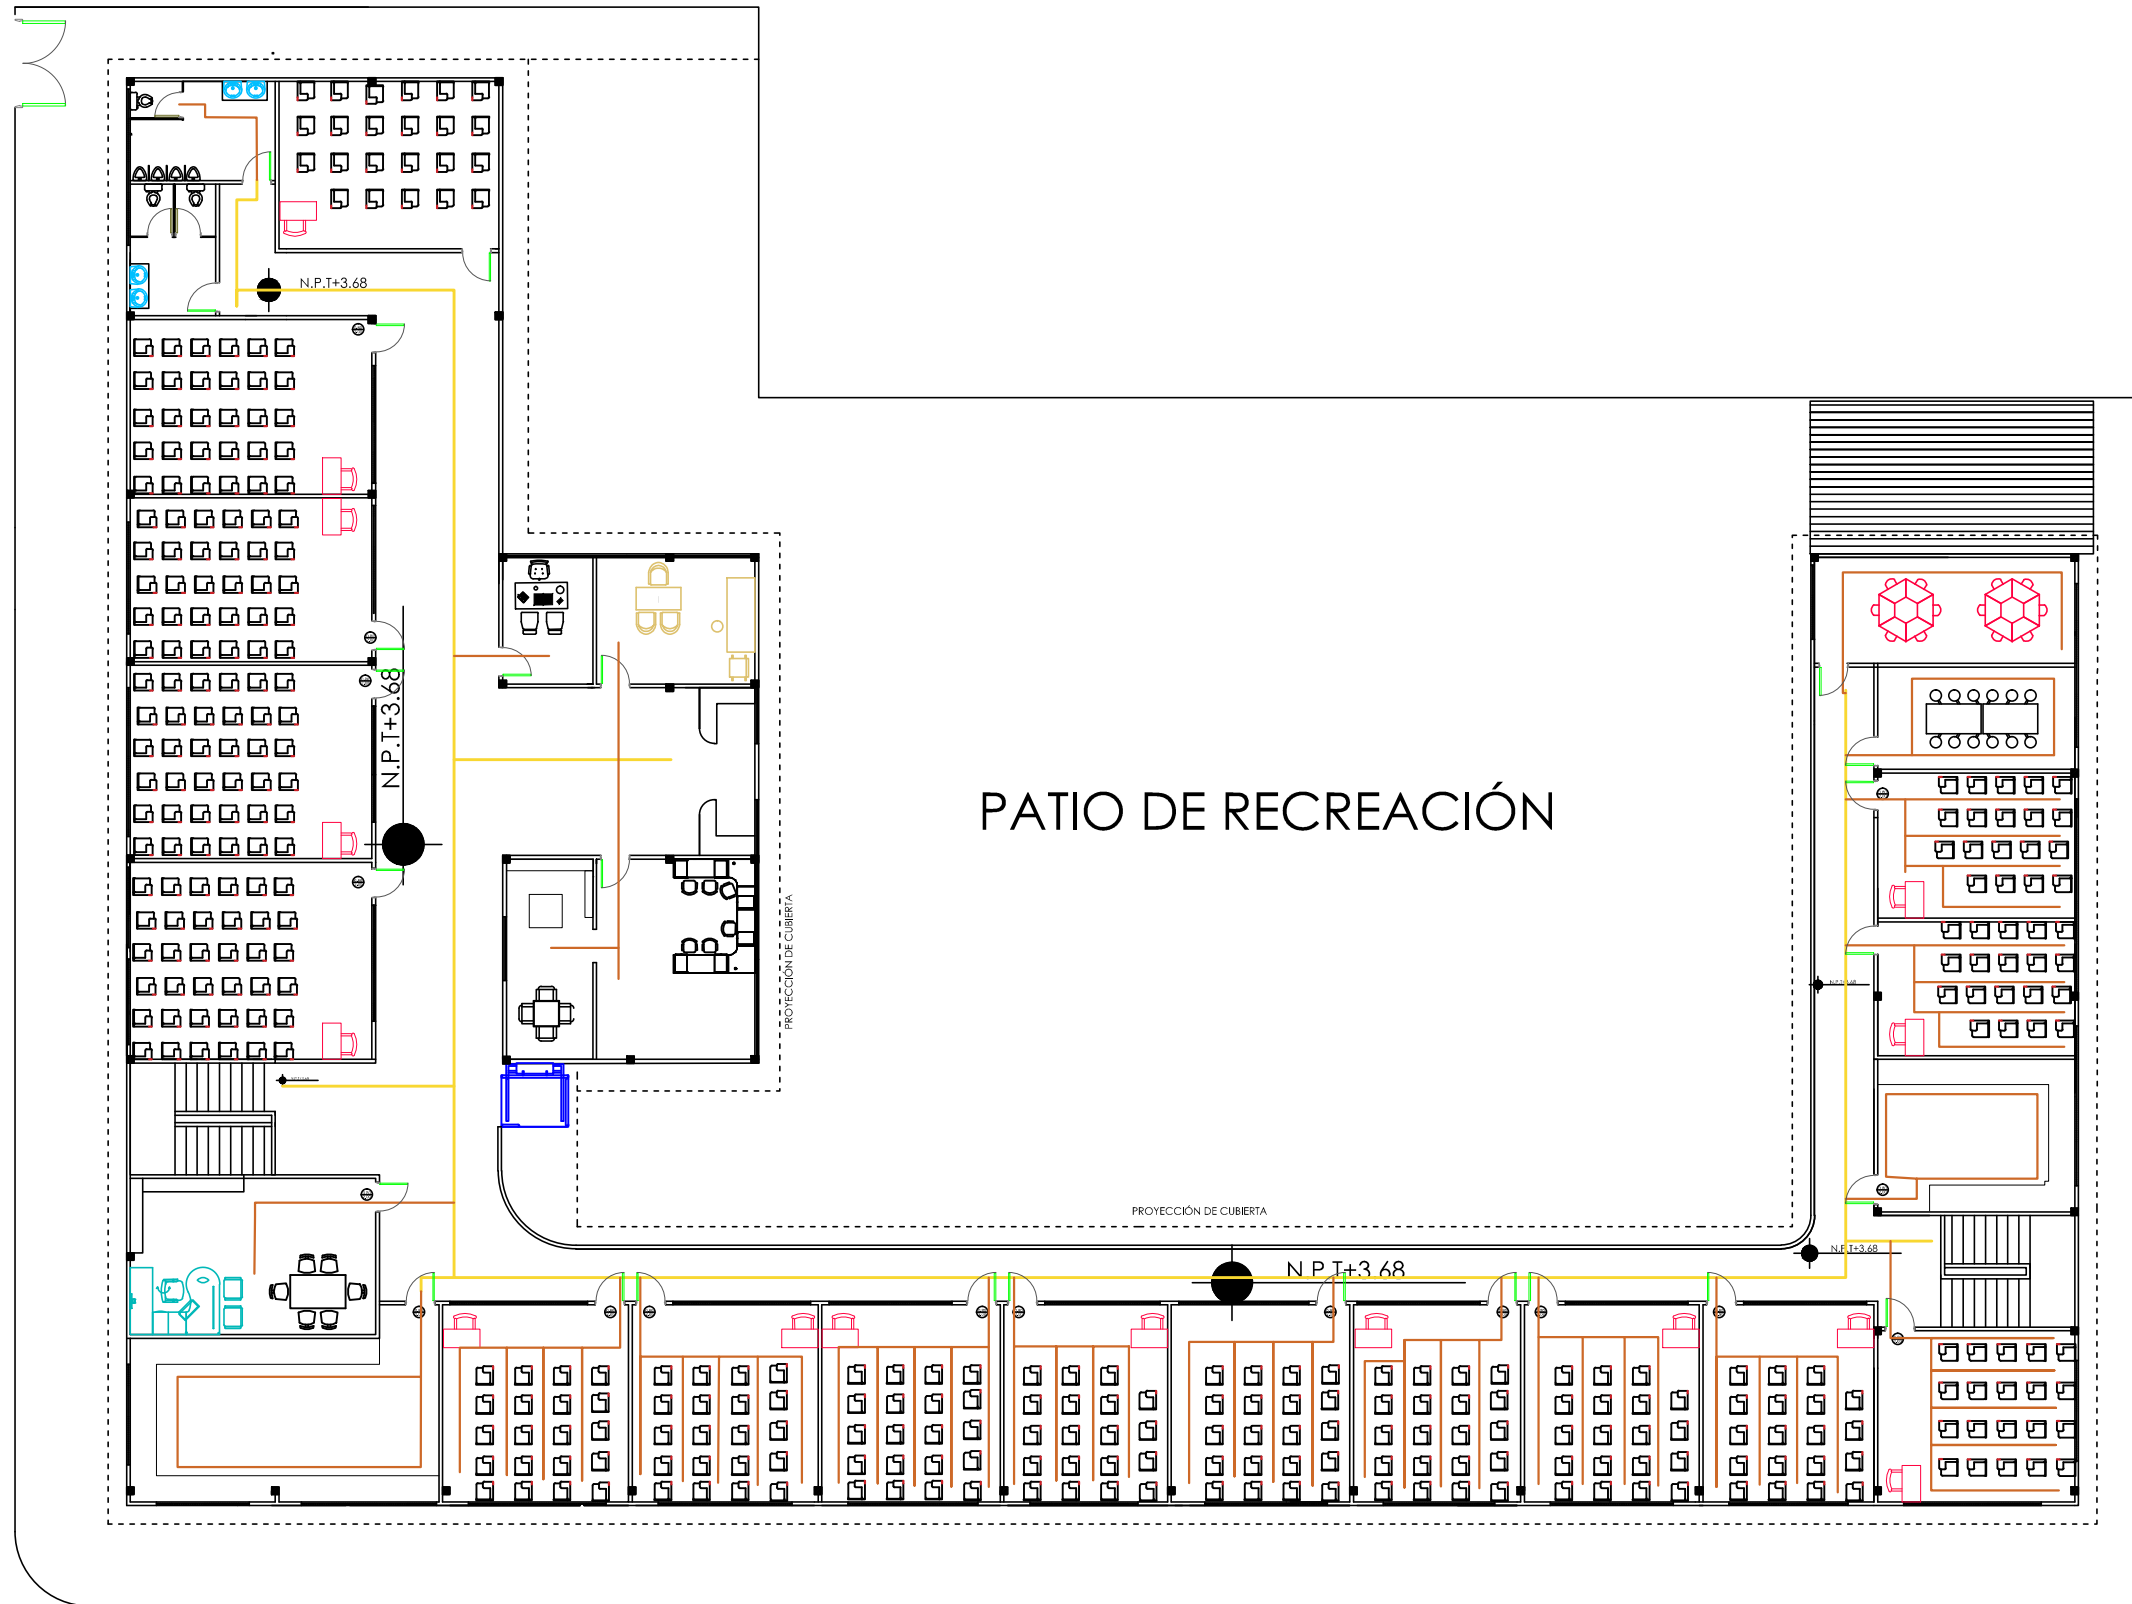 N.P.T+3.68
N.P.T+3.68
PATIO DE RECREACIÓN
PROYECCIÓN DE CUBIERTA
PROYECCIÓN DE CUBIERTA
N.P.T+3.68
N.P.T+3.68